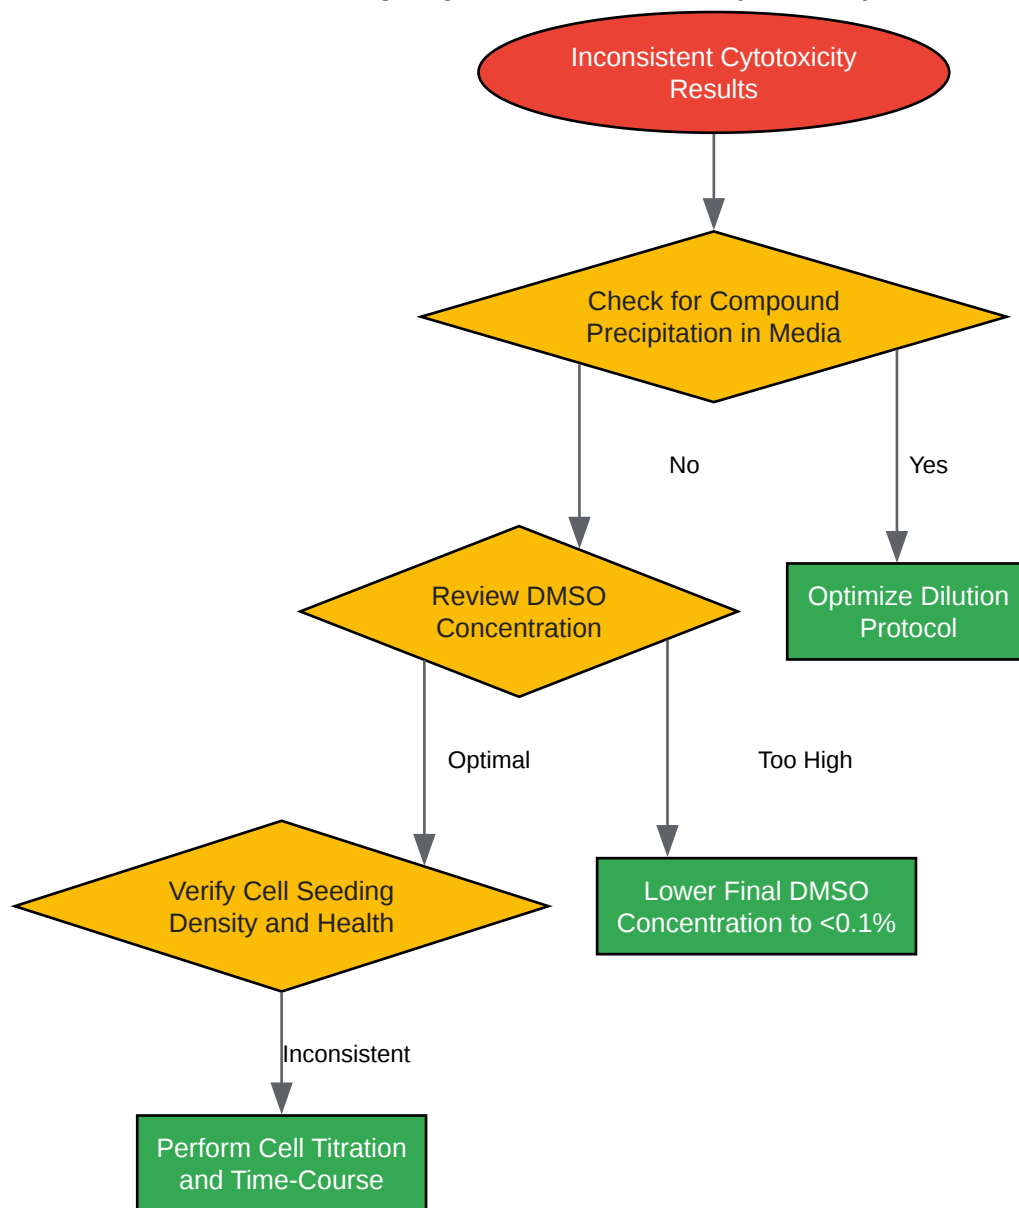 Inconsistent Cytotoxicity
Results
Check for Compound
Precipitation in Media
No
Yes
Review DMSO
Concentration
Optimize Dilution
Protocol
Optimal
Too High
Verify Cell Seeding
Density and Health
Lower Final DMSO
Concentration to <0.1%
Inconsistent
Perform Cell Titration
and Time-Course